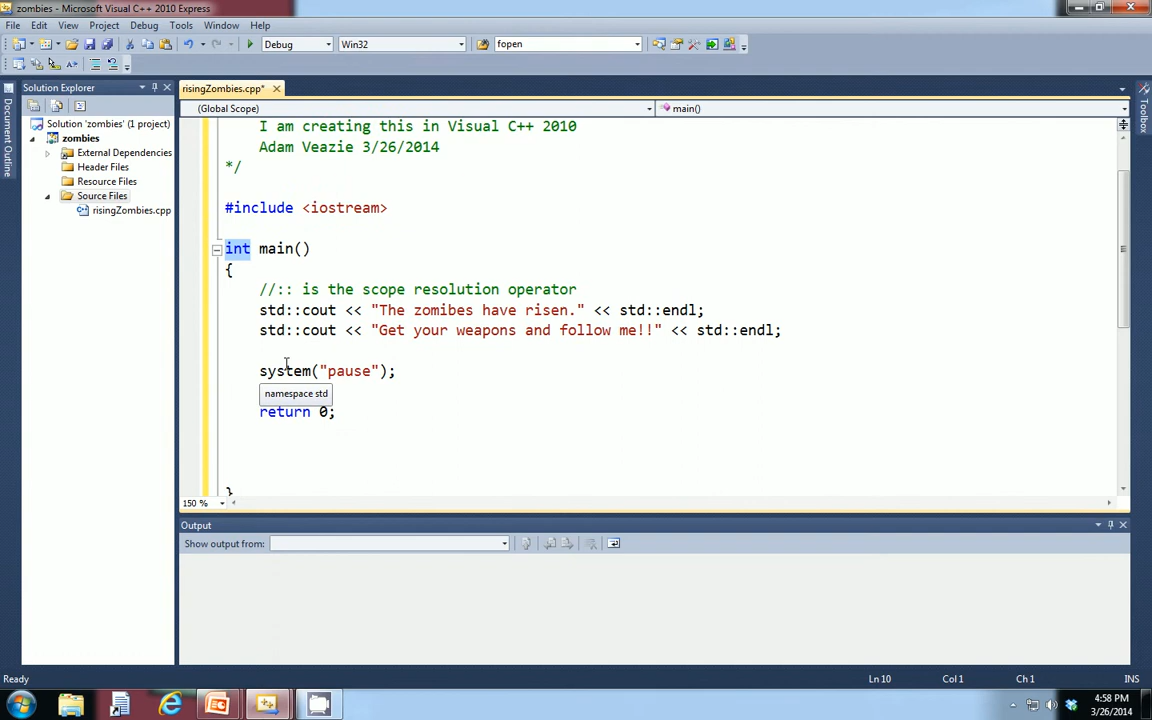 zombies - Microsoft Visual C++ 2010 Express
File Edit View Project Debug Tools Window Help
Debug Win32 fopen
Document Outline
Solution Explorer
Solution 'zombies' (1 project)
zombies
External Dependencies
Header Files
Resource Files
Source Files
risingZombies.cpp
risingZombies.cpp*
(Global Scope) main()
I am creating this in Visual C++ 2010
Adam Veazie 3/26/2014
*/
#include <iostream>
int main()
{
//:: is the scope resolution operator
std::cout << "The zomibes have risen." << std::endl;
std::cout << "Get your weapons and follow me!!" << std::endl;
system("pause");
namespace std
return 0;
}
150 %
Output
Show output from:
Toolbox
Ready Ln 10 Col 1 Ch 1 INS
4:58 PM
3/26/2014